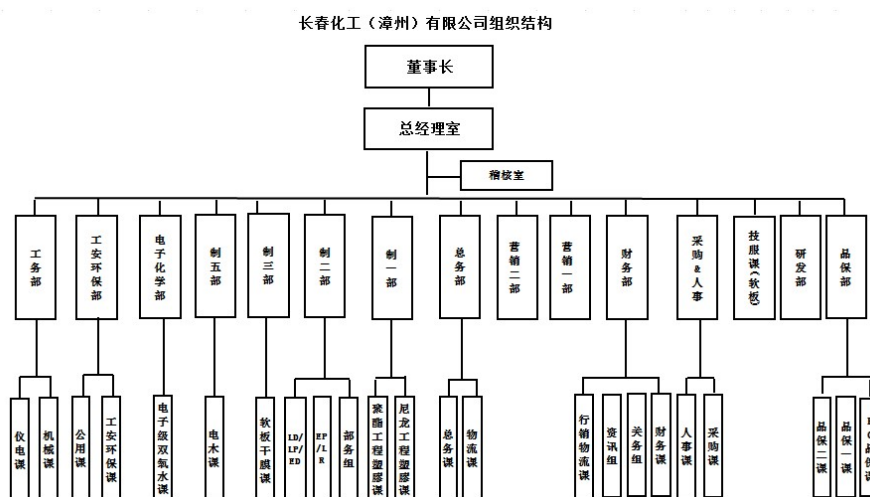 长春化工（漳州）有限公司组织结构
董事长
总经理室
稽核室
工务部
工安环保部
电子化学部
制五部
制三部
制二部
制一部
总务部
营销二部
营销一部
财务部
采购&人事
技服课(软板)
研发部
品保部
仪电课
机械课
公用课
工安环保课
电子级双氧水课
电木课
软板干膜课
LD/LP/ED
EP/LR
部务组
聚酯工程塑胶课
尼龙工程塑胶课
总务课
物流课
行销物流课
资讯组
关务组
财务课
人事课
采购课
品保二课
品保一课